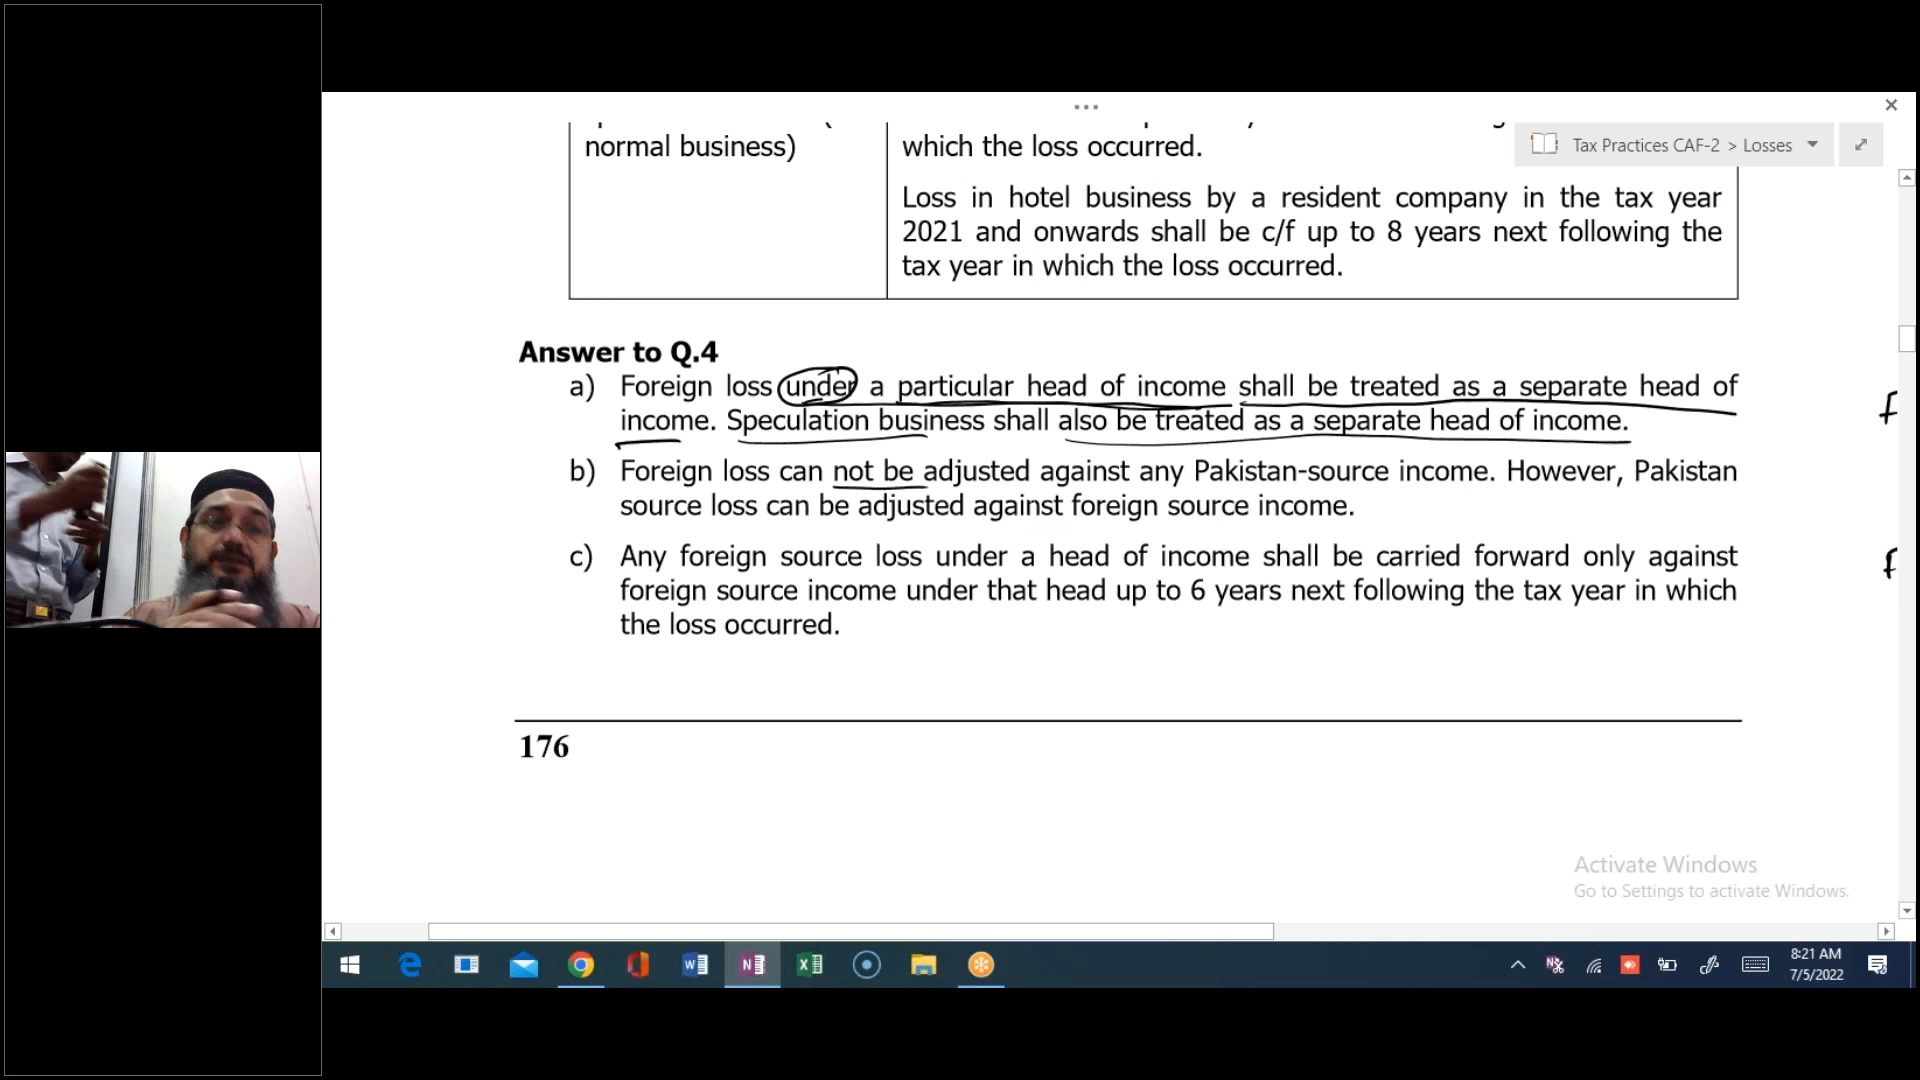 normal business)
which the loss occurred.
Tax Practices CAF-2 > Losses
Loss in hotel business by a resident company in the tax year
2021 and onwards shall be c/f up to 8 years next following the
tax year in which the loss occurred.
Answer to Q.4
a) Foreign loss under a particular head of income shall be treated as a separate head of
income. Speculation business shall also be treated as a separate head of income.
b) Foreign loss can not be adjusted against any Pakistan-source income. However, Pakistan
source loss can be adjusted against foreign source income.
c) Any foreign source loss under a head of income shall be carried forward only against
foreign source income under that head up to 6 years next following the tax year in which
the loss occurred.
176
Activate Windows
Go to Settings to activate Windows.
8:21 AM
7/5/2022